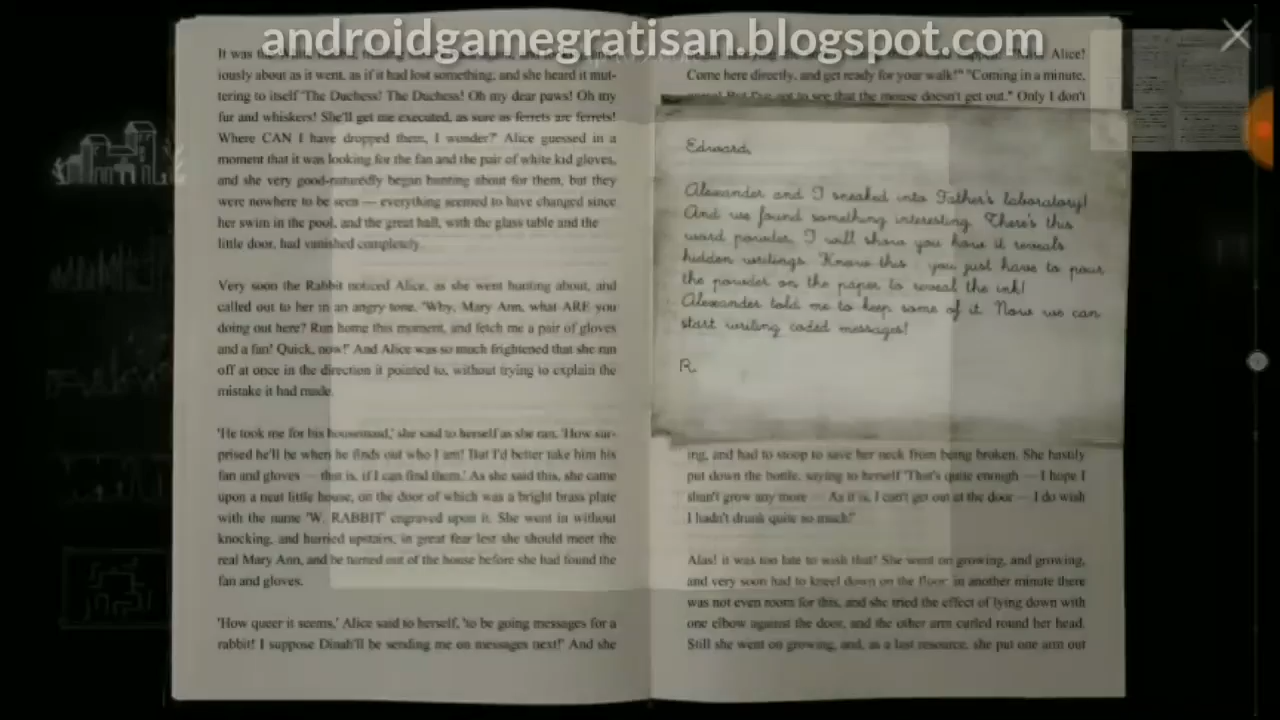 androidgamegratisan.blogspot.com
It was the
iously about as it went, as if it had lost something, and she heard it mut-
tering to itself 'The Duchess! The Duchess! Oh my dear paws! Oh my
fur and whiskers! She'll get me executed, as sure as ferrets are ferrets!
Where CAN I have dropped them, I wonder?' Alice guessed in a
moment that it was looking for the fan and the pair of white kid gloves,
and she very good-naturedly began hunting about for them, but they
were nowhere to be seen — everything seemed to have changed since
her swim in the pool, and the great hall, with the glass table and the
little door, had vanished completely.
Very soon the Rabbit noticed Alice, as she went hunting about, and
called out to her in an angry tone, 'Why, Mary Ann, what ARE you
doing out here? Run home this moment, and fetch me a pair of gloves
and a fan! Quick, now!' And Alice was so much frightened that she ran
off at once in the direction it pointed to, without trying to explain the
mistake it had made.
'He took me for his housemaid,' she said to herself as she ran. 'How sur-
prised he'll be when he finds out who I am! But I'd better take him his
fan and gloves — that is, if I can find them.' As she said this, she came
upon a neat little house, on the door of which was a bright brass plate
with the name 'W. RABBIT' engraved upon it. She went in without
knocking, and hurried upstairs, in great fear lest she should meet the
real Mary Ann, and be turned out of the house before she had found the
fan and gloves.
'How queer it seems,' Alice said to herself, 'to be going messages for a
rabbit! I suppose Dinah'll be sending me on messages next!' And she
Alice!
Come here directly, and get ready for your walk!" "Coming in a minute,
But I've got to see that the mouse doesn't get out." Only I don't
Edward,
Alexander and I sneaked into Father's laboratory!
And we found something interesting. There's this
word powder. I will show you how it reveals
hidden writings. Know this, you just have to pour
the powder on the paper to reveal the ink!
Alexander told me to keep some of it. Now we can
start writing coded messages!
R.
ing, and had to stoop to save her neck from being broken. She hastily
put down the bottle, saying to herself 'That's quite enough — I hope I
shan't grow any more — As it is, I can't get out at the door — I do wish
I hadn't drunk quite so much!'
Alas! it was too late to wish that! She went on growing, and growing,
and very soon had to kneel down on the floor: in another minute there
was not even room for this, and she tried the effect of lying down with
one elbow against the door, and the other arm curled round her head.
Still she went on growing, and, as a last resource, she put one arm out